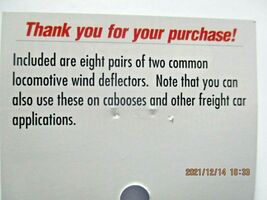 Thank you for your purchase!
Included are eight pairs of two common
locomotive wind deflectors. Note that you can
also use these on cabooses and other freight car
applications.
2021/12/14 10:33